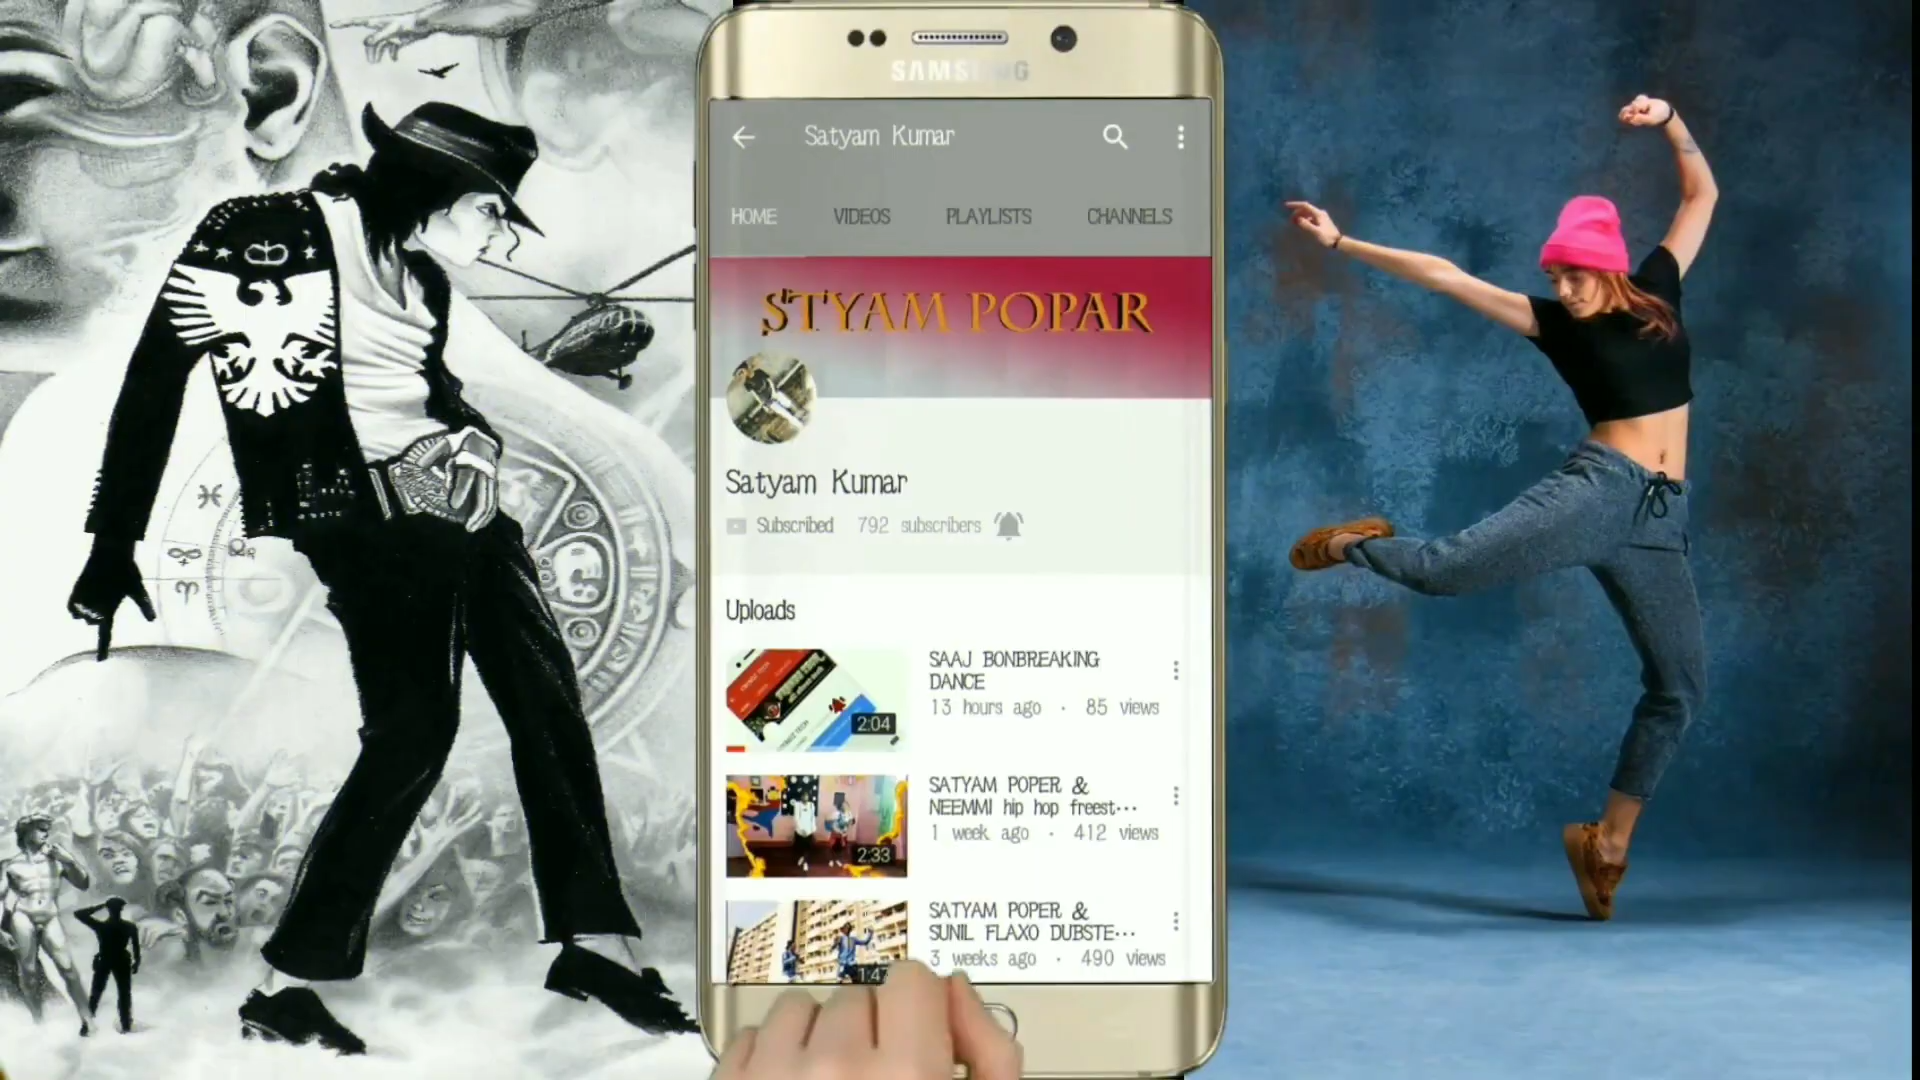 SAMSUNG
Satyam Kumar
HOME VIDEOS PLAYLISTS CHANNELS
STYAM POPAR
Satyam Kumar
Subscribed 792 subscribers
Uploads
SAAJ BONBREAKING
DANCE
13 hours ago · 85 views
2:04
SATYAM POPER &
NEEMMI hip hop freest...
1 week ago · 412 views
2:33
SATYAM POPER &
SUNIL FLAXO DUBSTE...
3 weeks ago · 490 views